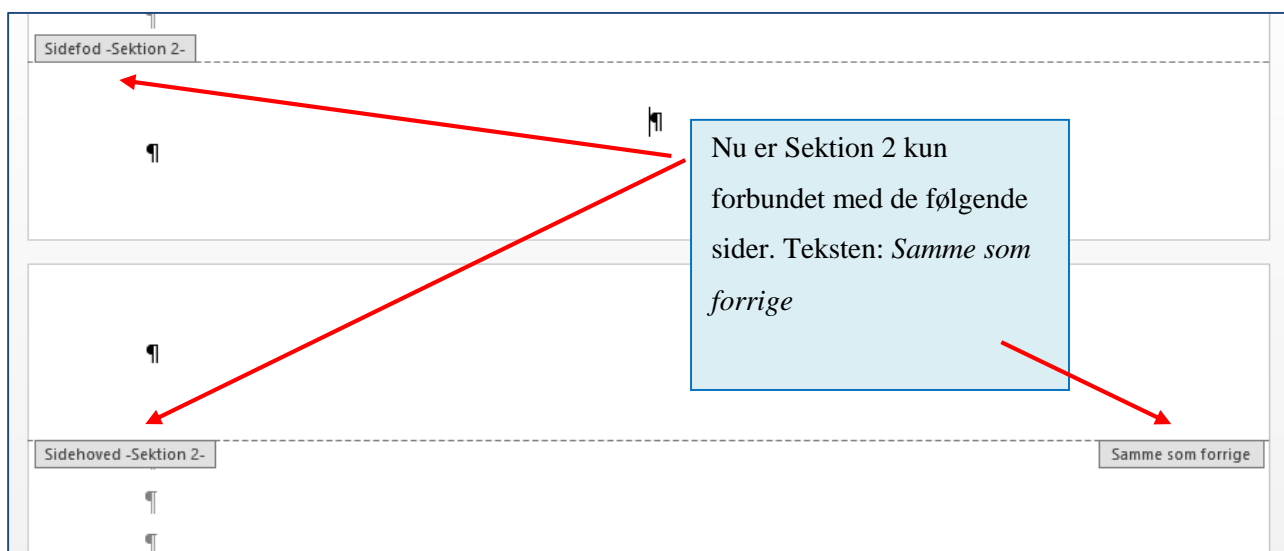 ¶
Sidefod -Sektion 2-
¶
¶
Nu er Sektion 2 kun
forbundet med de følgende
sider. Teksten: Samme som
forrige
¶
Sidehoved -Sektion 2-
Samme som forrige
¶
¶